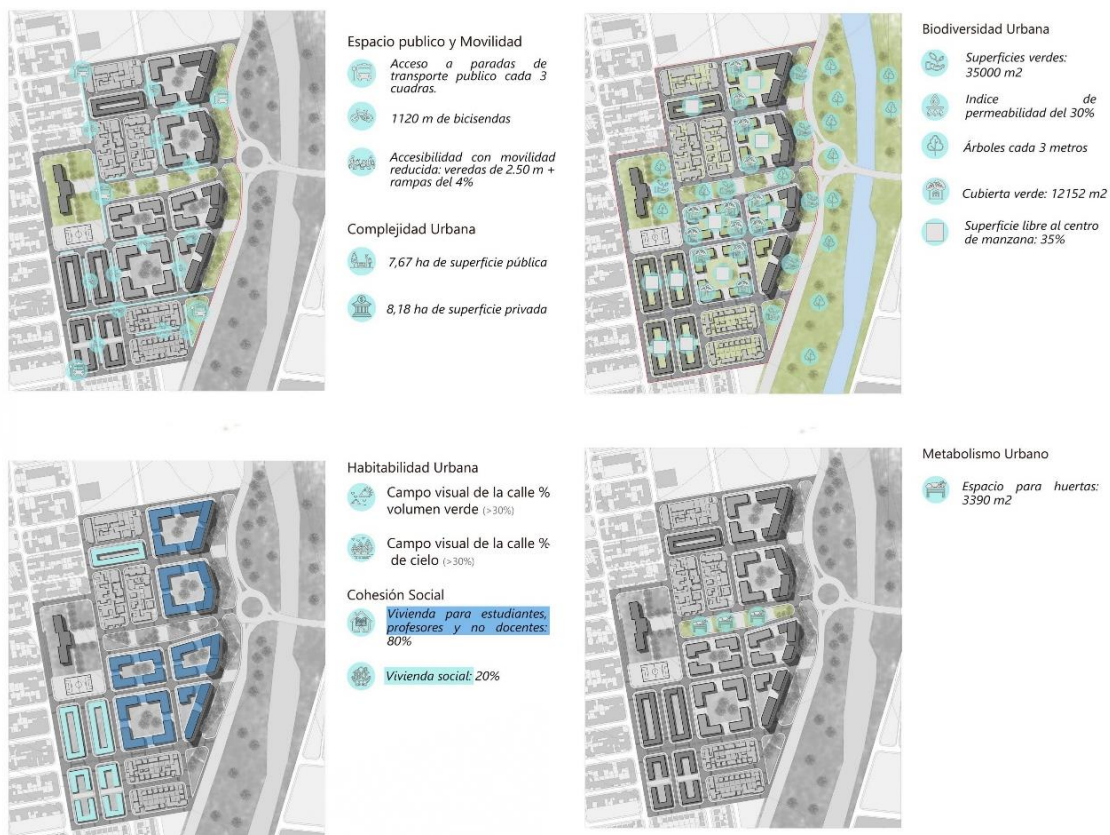 Espacio publico y Movilidad
Acceso a paradas de
transporte publico cada 3
cuadras.
1120 m de bicisendas
Accesibilidad con movilidad
reducida: veredas de 2.50 m +
rampas del 4%
Complejidad Urbana
7,67 ha de superficie pública
8,18 ha de superficie privada
Biodiversidad Urbana
Superficies verdes:
35000 m2
Indice de
permeabilidad del 30%
Árboles cada 3 metros
Cubierta verde: 12152 m2
Superficie libre al centro
de manzana: 35%
Habitabilidad Urbana
Campo visual de la calle %
volumen verde (>30%)
Campo visual de la calle %
de cielo (>30%)
Cohesión Social
Vivienda para estudiantes,
profesores y no docentes:
80%
Vivienda social: 20%
Metabolismo Urbano
Espacio para huertas:
3390 m2